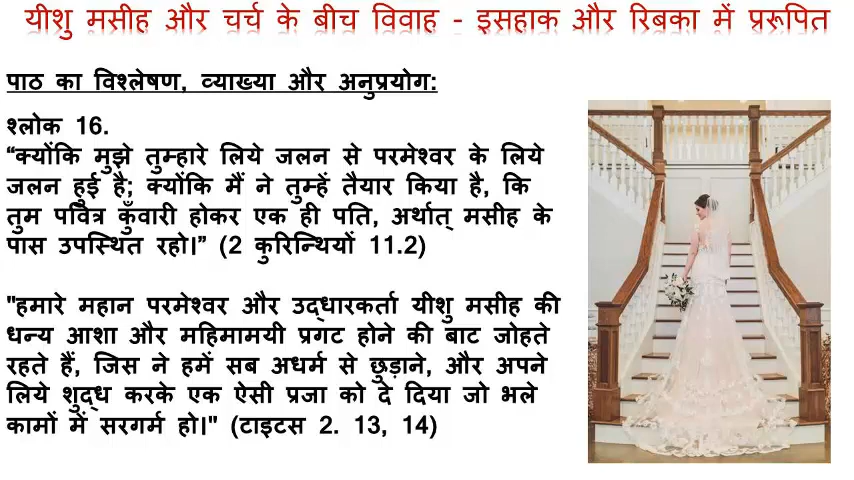 यीशु मसीह और चर्च के बीच विवाह - इसहाक और रिबका में प्ररूपित
पाठ का विश्लेषण, व्याख्या और अनुप्रयोग:
श्लोक 16.
“क्योंकि मुझे तुम्हारे लिये जलन से परमेश्वर के लिये
जलन हुई है; क्योंकि मैं ने तुम्हें तैयार किया है, कि
तुम पवित्र कुँवारी होकर एक ही पति, अर्थात् मसीह के
पास उपस्थित रहो।” (2 कुरिन्थियों 11.2)
"हमारे महान परमेश्वर और उद्धारकर्ता यीशु मसीह की
धन्य आशा और महिमामयी प्रगट होने की बाट जोहते
रहते हैं, जिस ने हमें सब अधर्म से छुड़ाने, और अपने
लिये शुद्ध करके एक ऐसी प्रजा को दे दिया जो भले
कामों में सरगर्म हो।" (टाइटस 2. 13, 14)